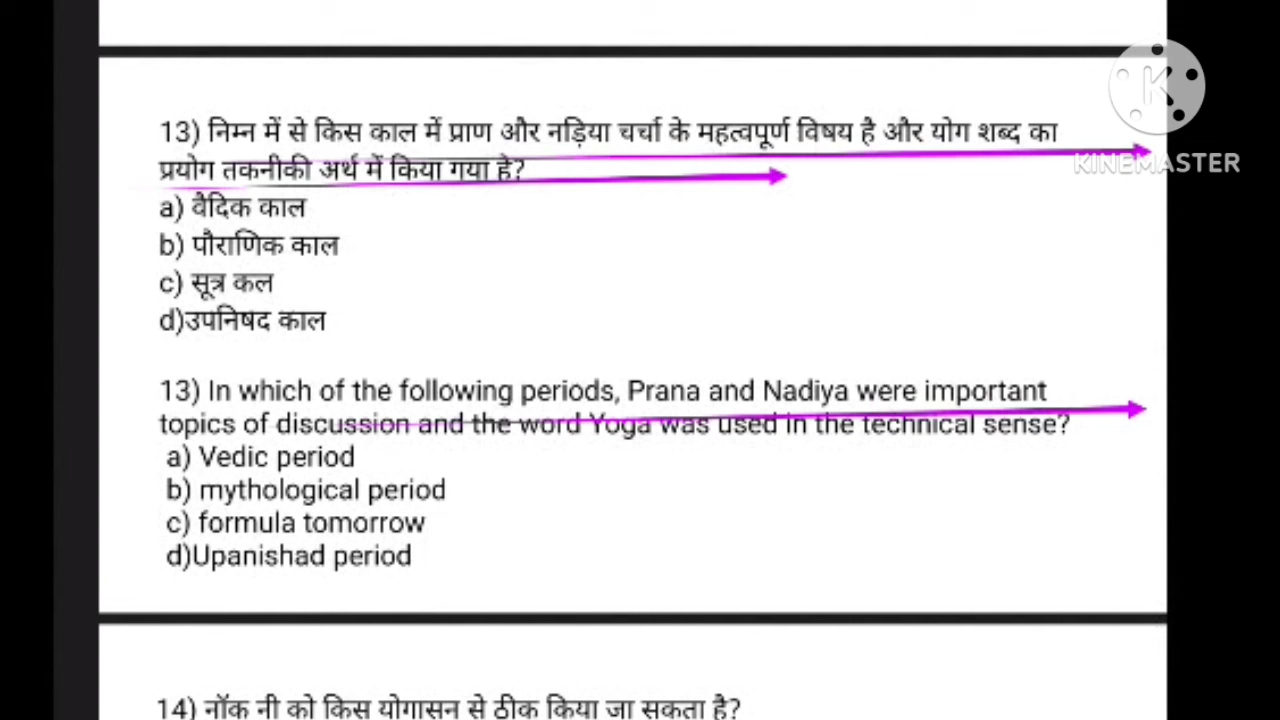 13) निम्न में से किस काल में प्राण और नड़िया चर्चा के महत्वपूर्ण विषय है और योग शब्द का
प्रयोग तकनीकी अर्थ में किया गया है?
a) वैदिक काल
b) पौराणिक काल
c) सूत्र कल
d)उपनिषद काल
13) In which of the following periods, Prana and Nadiya were important
topics of discussion and the word Yoga was used in the technical sense?
a) Vedic period
b) mythological period
c) formula tomorrow
d)Upanishad period
14) नॉक नी को किस योगासन से ठीक किया जा सकता है?
K
KINEMASTER